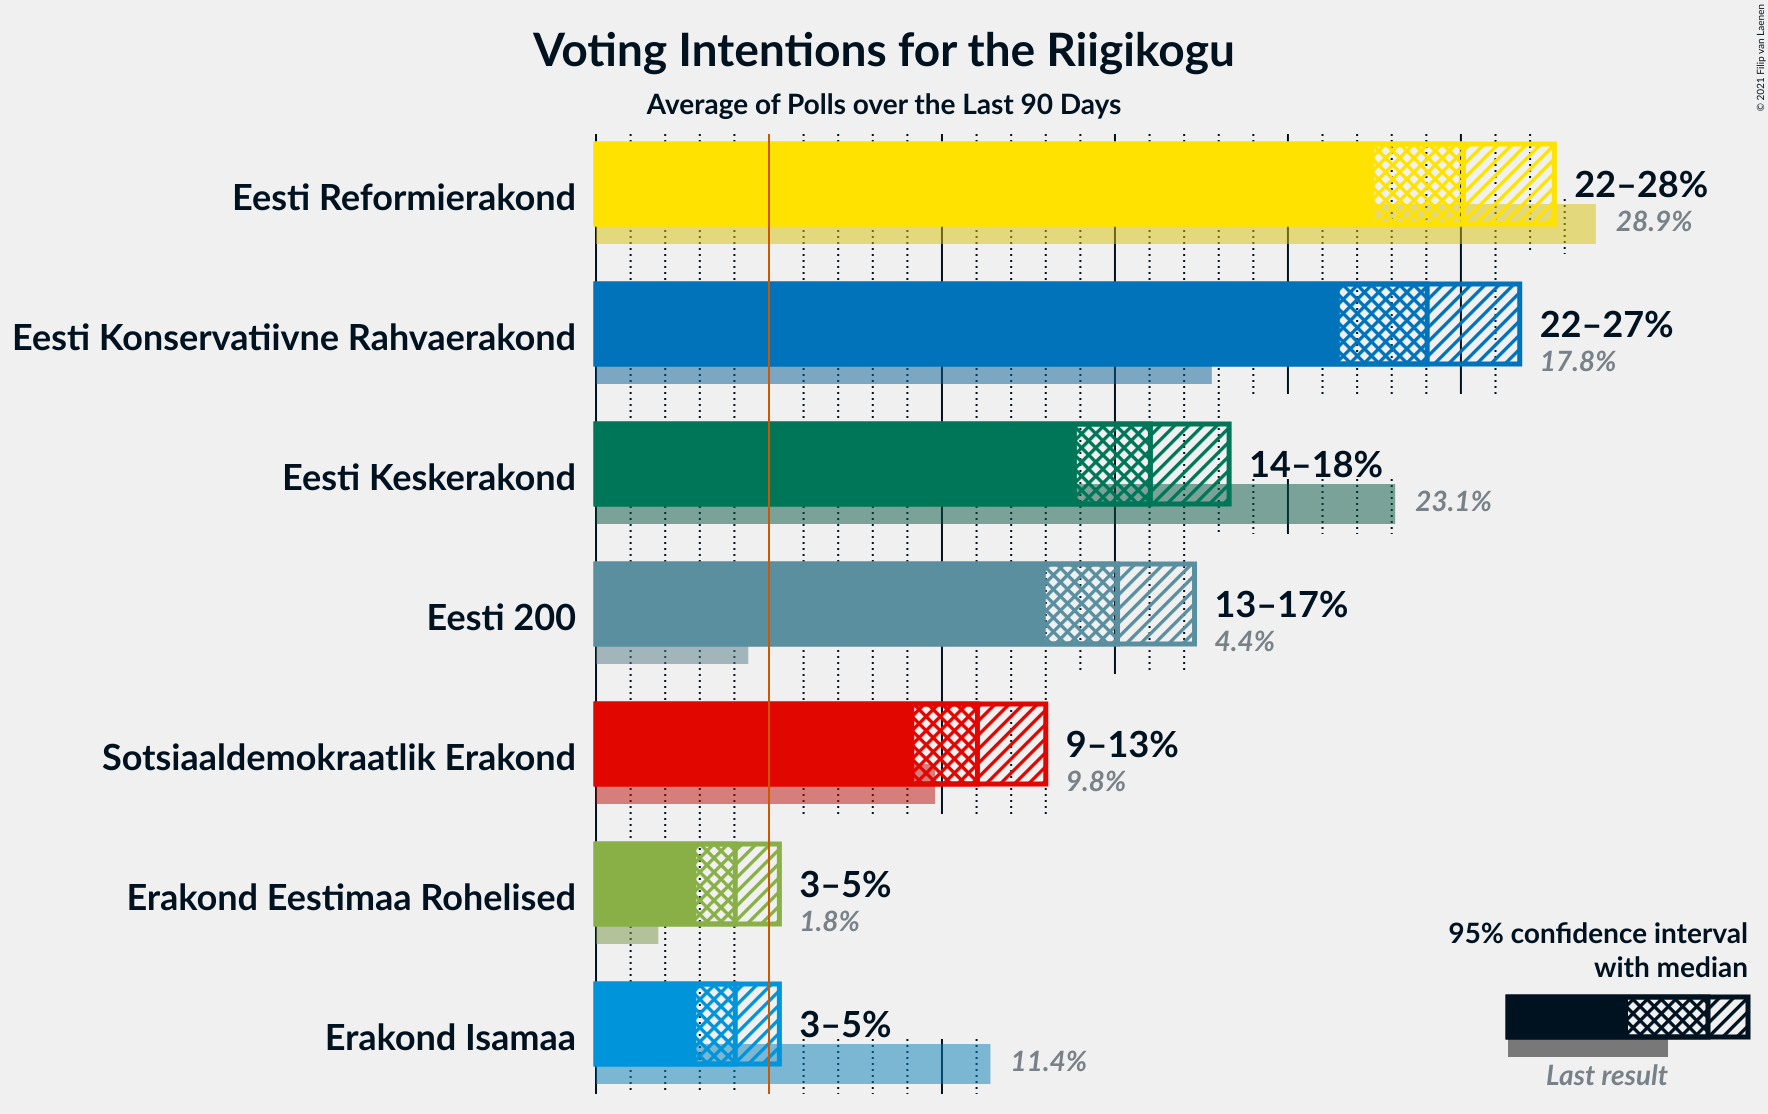 Voting Intentions for the Riigikogu
Average of Polls over the Last 90 Days
© 2021 Filip van Laenen
Eesti Reformierakond
22–28%
28.9%
Eesti Konservatiivne Rahvaerakond
22–27%
17.8%
Eesti Keskerakond
14–18%
23.1%
Eesti 200
13–17%
4.4%
Sotsiaaldemokraatlik Erakond
9–13%
9.8%
Erakond Eestimaa Rohelised
3–5%
1.8%
Erakond Isamaa
3–5%
11.4%
95% confidence interval
with median
Last result